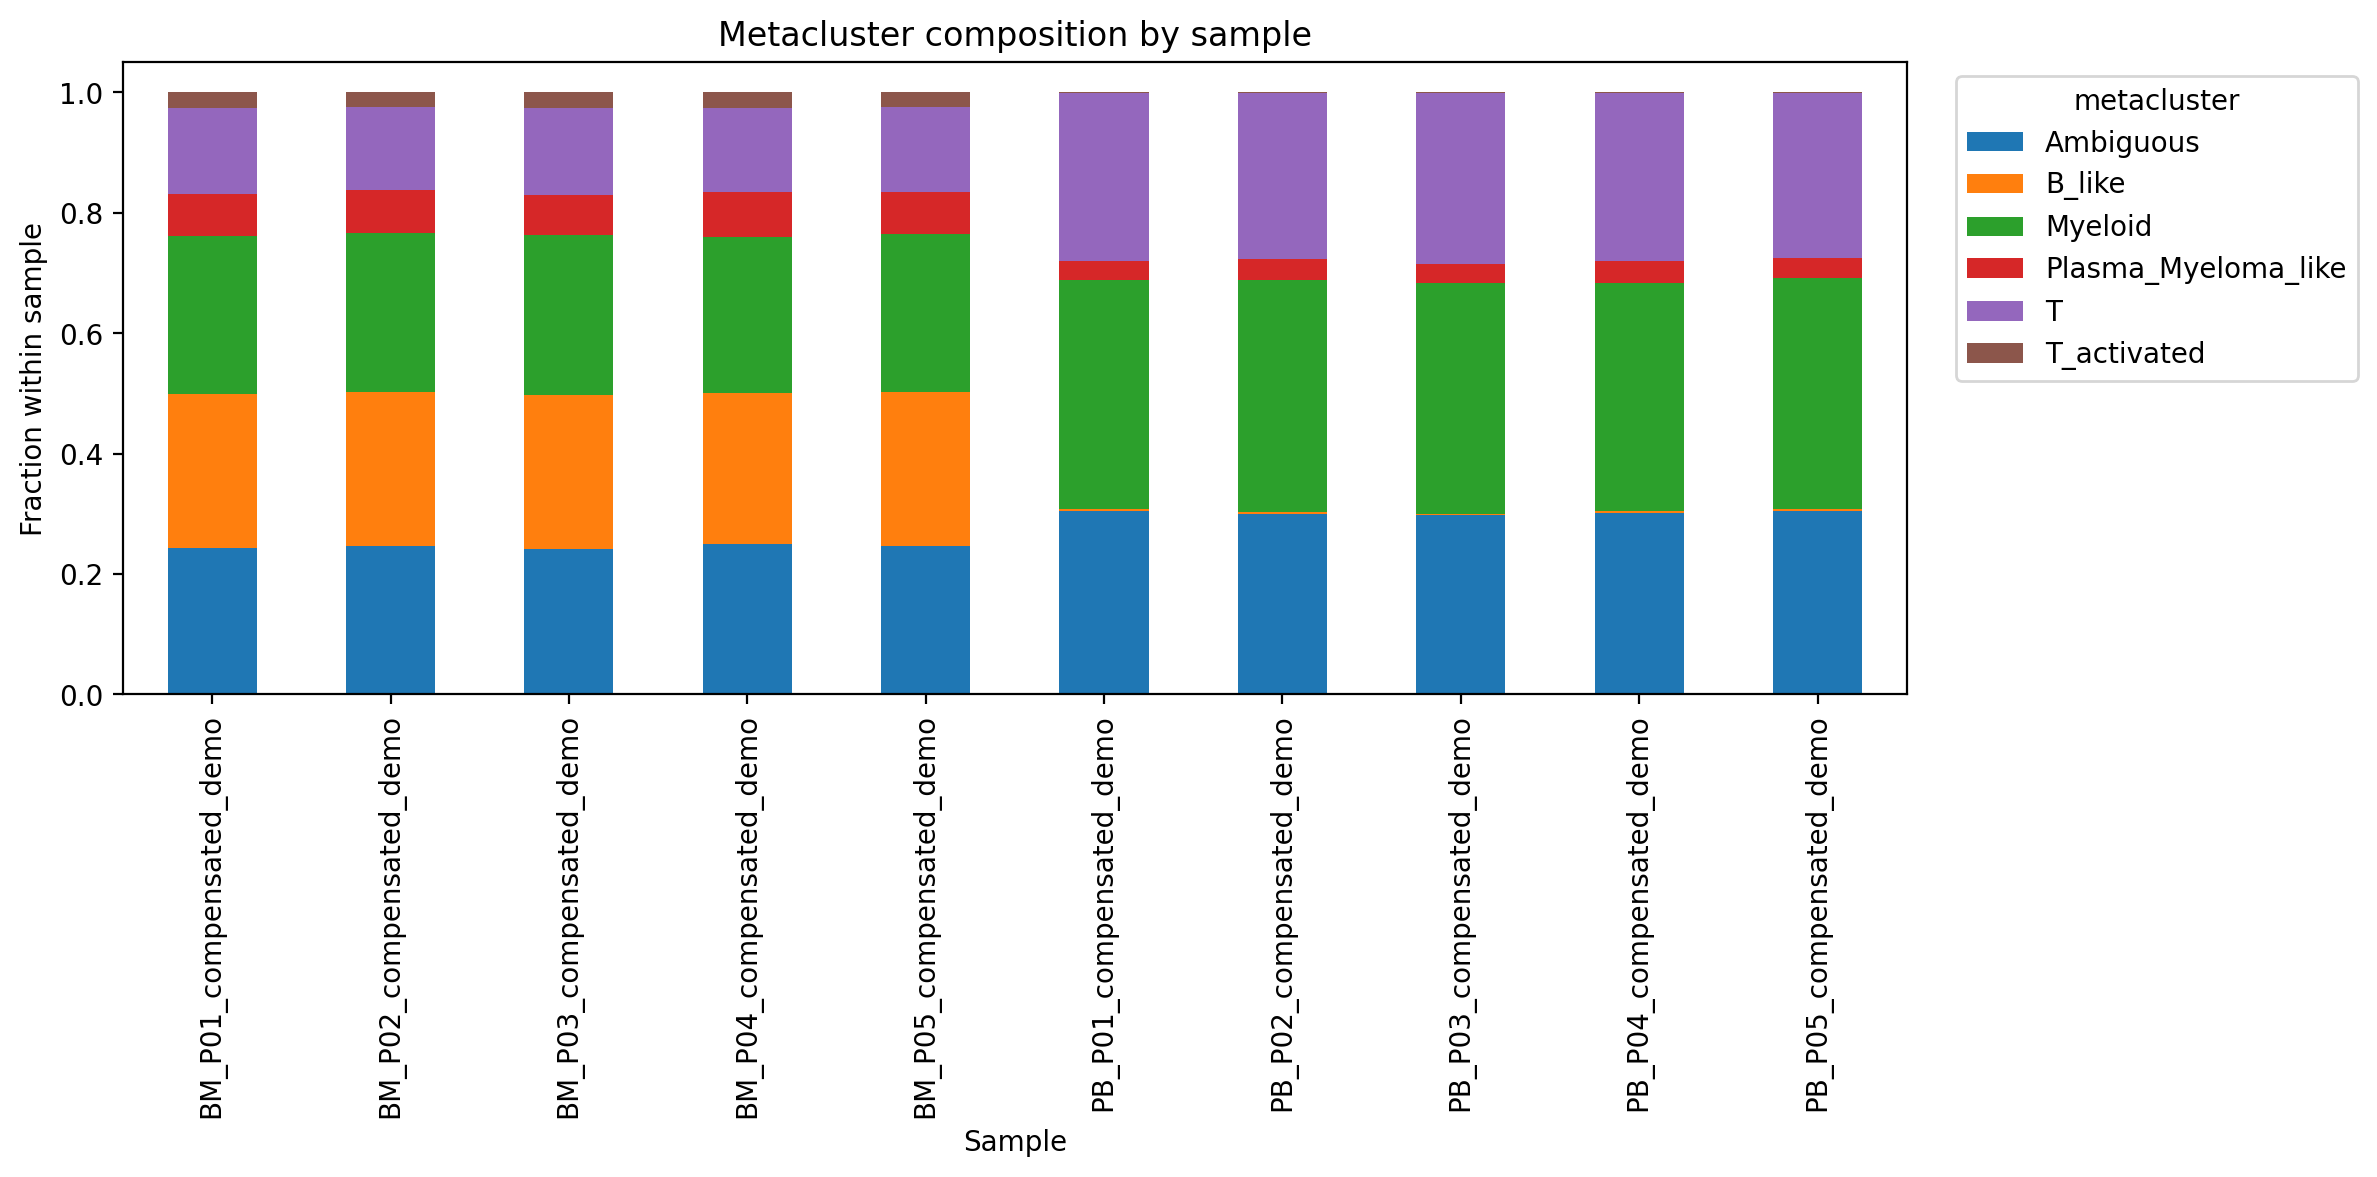 Metacluster composition by sample
Fraction within sample
1.0
0.8
0.6
0.4
0.2
0.0
BM_P01_compensated_demo
BM_P02_compensated_demo
BM_P03_compensated_demo
BM_P04_compensated_demo
BM_P05_compensated_demo
PB_P01_compensated_demo
PB_P02_compensated_demo
PB_P03_compensated_demo
PB_P04_compensated_demo
PB_P05_compensated_demo
Sample
metacluster
Ambiguous
B_like
Myeloid
Plasma_Myeloma_like
T
T_activated